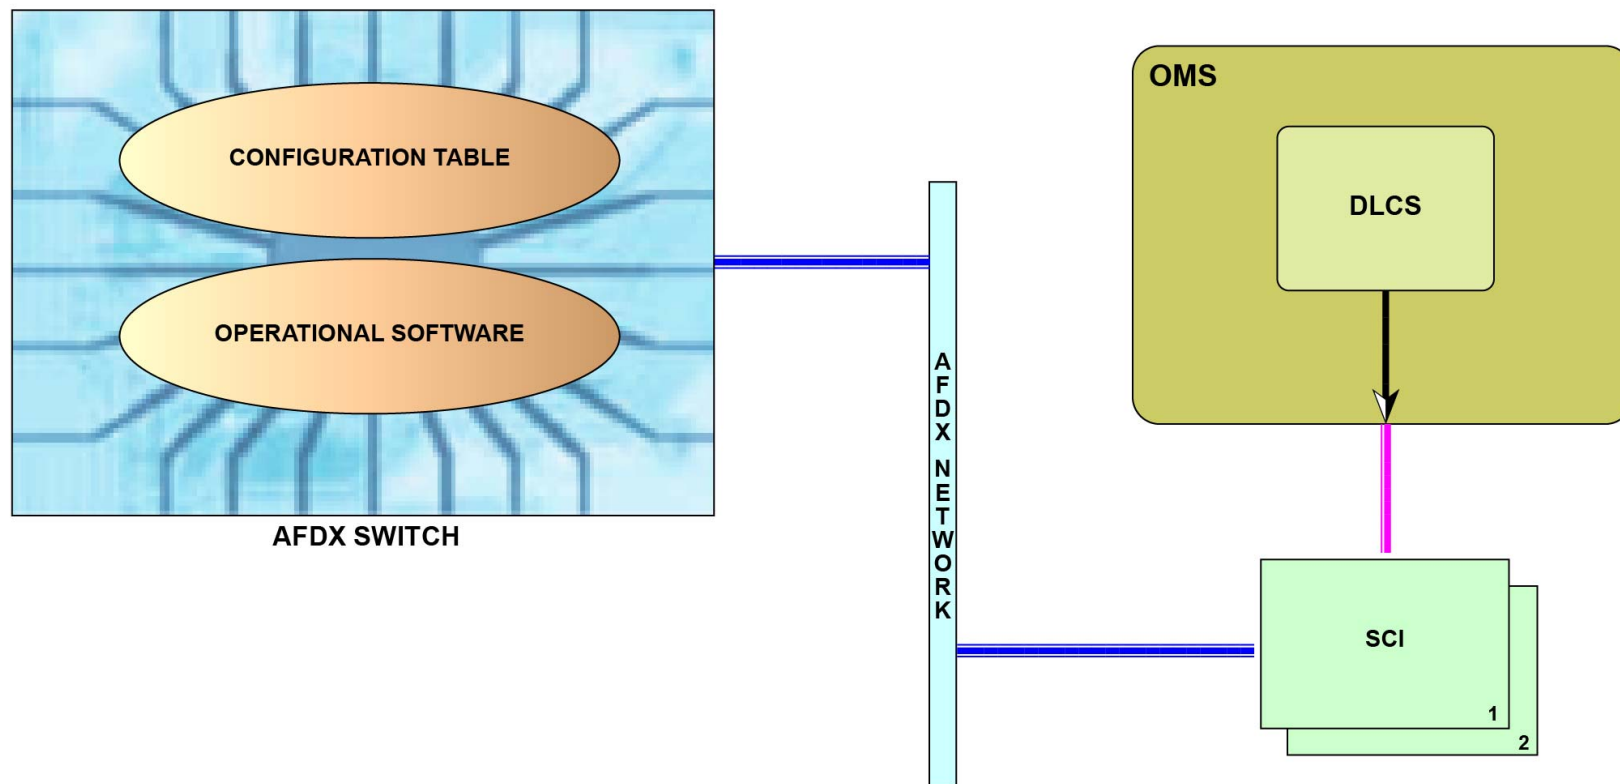 CONFIGURATION TABLE
OPERATIONAL SOFTWARE
AFDX SWITCH
AFDX NETWORK
OMS
DLCS
SCI
1
2